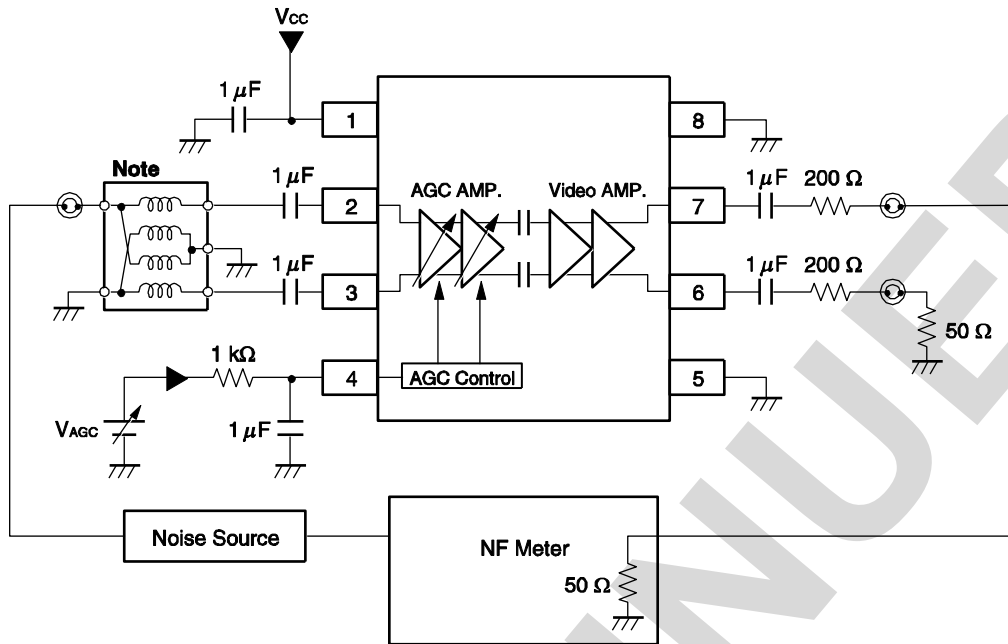 Vcc
1 μF
1
8
Note
1 μF
2
AGC AMP.
Video AMP.
7
1 μF
200 Ω
1 μF
3
6
1 μF
200 Ω
50 Ω
1 kΩ
4
AGC Control
5
VAGC
1 μF
Noise Source
NF Meter
50 Ω